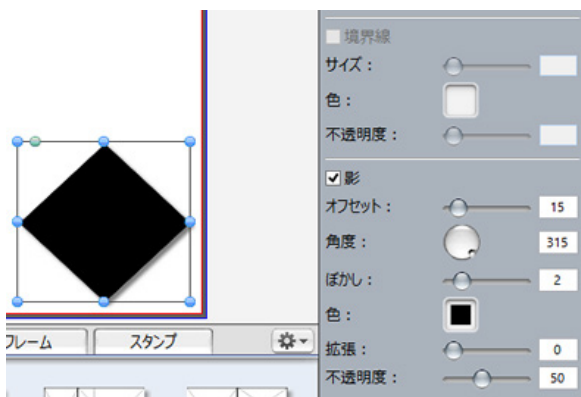 境界線
サイズ：
色：
不透明度：
影
オフセット： 15
角度： 315
ぼかし： 2
色：
拡張： 0
不透明度： 50
フレーム スタンプ